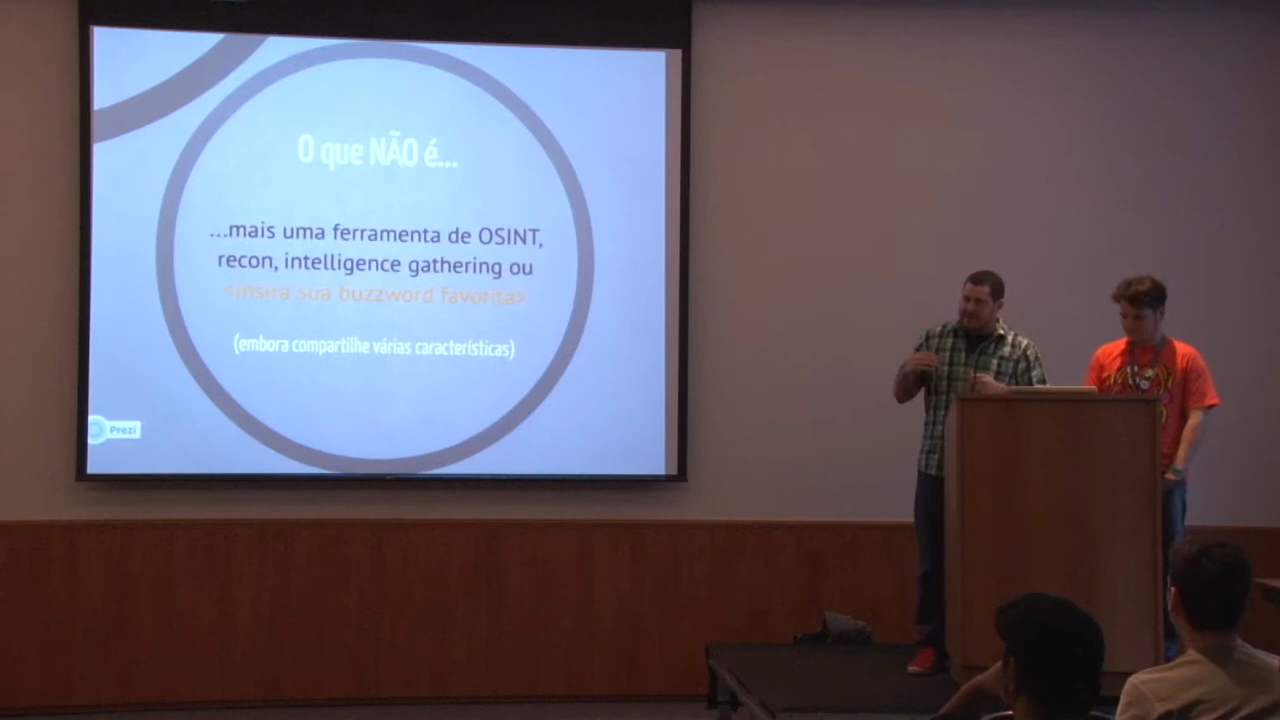 O que NÃO é...
...mais uma ferramenta de OSINT,
recon, intelligence gathering ou
<insira sua buzzword favorita>
(embora compartilhe várias características)
Prezi